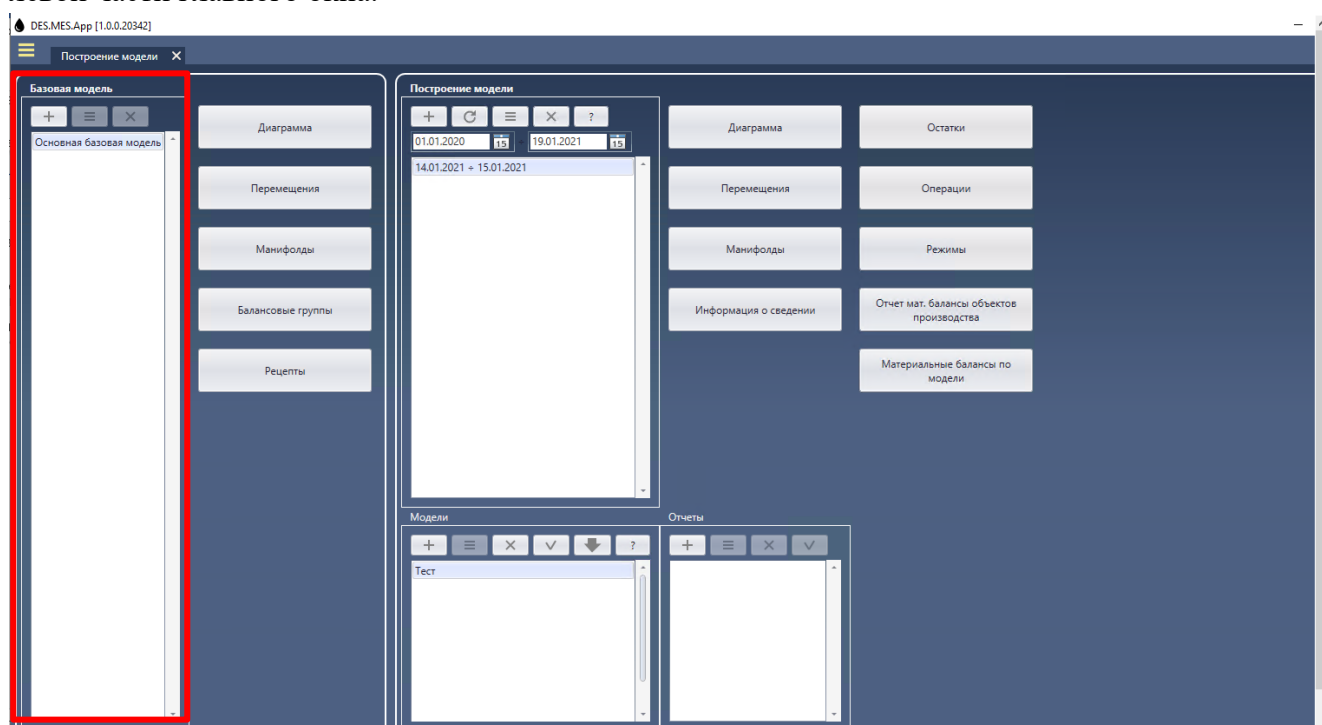 DES.MES.App [1.0.0.20342]
Построение модели
Базовая модель
Основная базовая модель
Диаграмма
Перемещения
Манифолды
Балансовые группы
Рецепты
Построение модели
?
01.01.2020 15 - 19.01.2021 15
14.01.2021 ÷ 15.01.2021
Диаграмма
Перемещения
Манифолды
Информация о сведении
Остатки
Операции
Режимы
Отчет мат. балансы объектов
производства
Материальные балансы по
модели
Модели
?
Тест
Отчеты